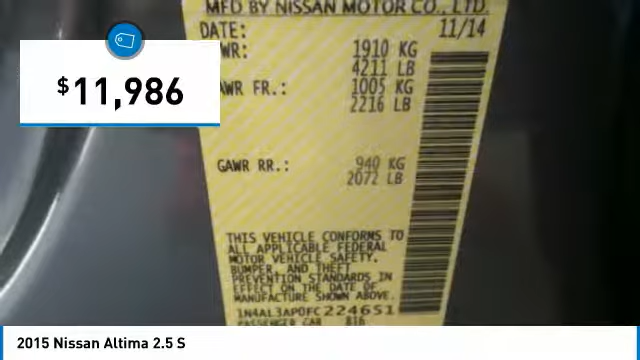 MFD BY NISSAN MOTOR CO., LTD.
DATE: 11/14
WR: 1910 KG
4211 LB
AWR FR.: 1005 KG
2216 LB
$11,986
GAWR RR.: 940 KG
2072 LB
THIS VEHICLE CONFORMS TO
ALL APPLICABLE FEDERAL
MOTOR VEHICLE SAFETY,
BUMPER, AND THEFT
PREVENTION STANDARDS IN
EFFECT ON THE DATE OF
MANUFACTURE SHOWN ABOVE.
1N4AL3AP0FC224651
PASSENGER CAR 816
2015 Nissan Altima 2.5 S